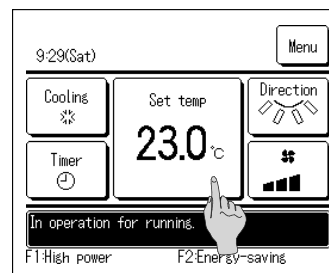 9:29(Sat)
Menu
Cooling
Set temp
Direction
23.0 °C
Timer
In operation for running.
F1:High power
F2:Energy-saving